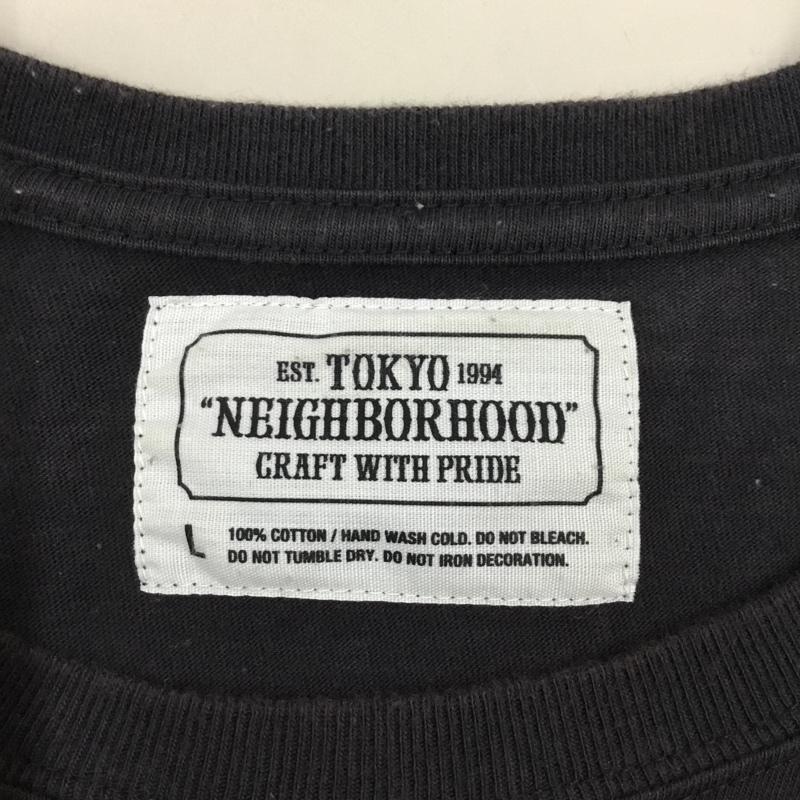 EST. TOKYO 1994
"NEIGHBORHOOD"
CRAFT WITH PRIDE
L 100% COTTON / HAND WASH COLD. DO NOT BLEACH.
DO NOT TUMBLE DRY. DO NOT IRON DECORATION.